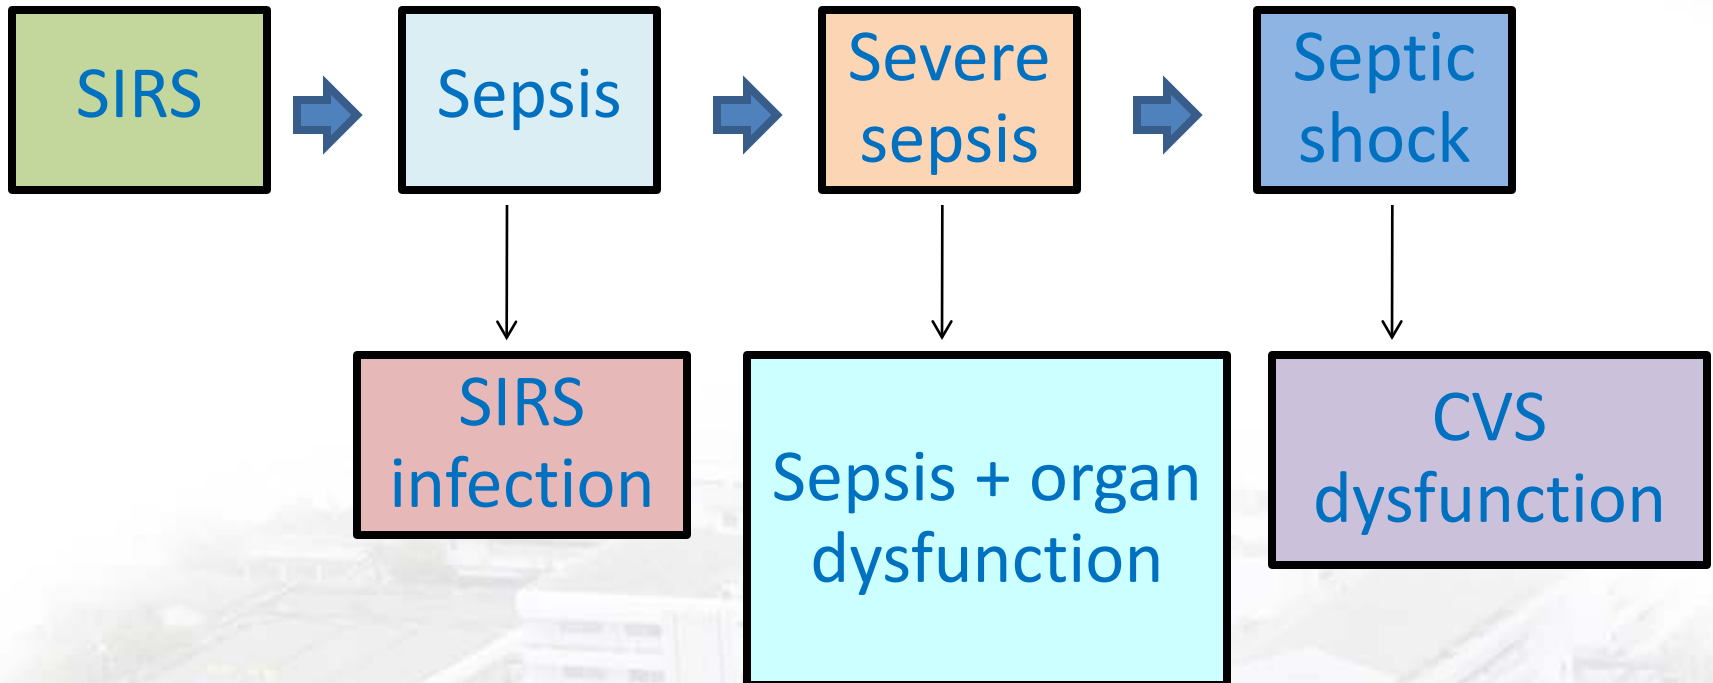 SIRS
Sepsis
Severe
sepsis
Septic
shock
SIRS
infection
Sepsis + organ
dysfunction
CVS
dysfunction